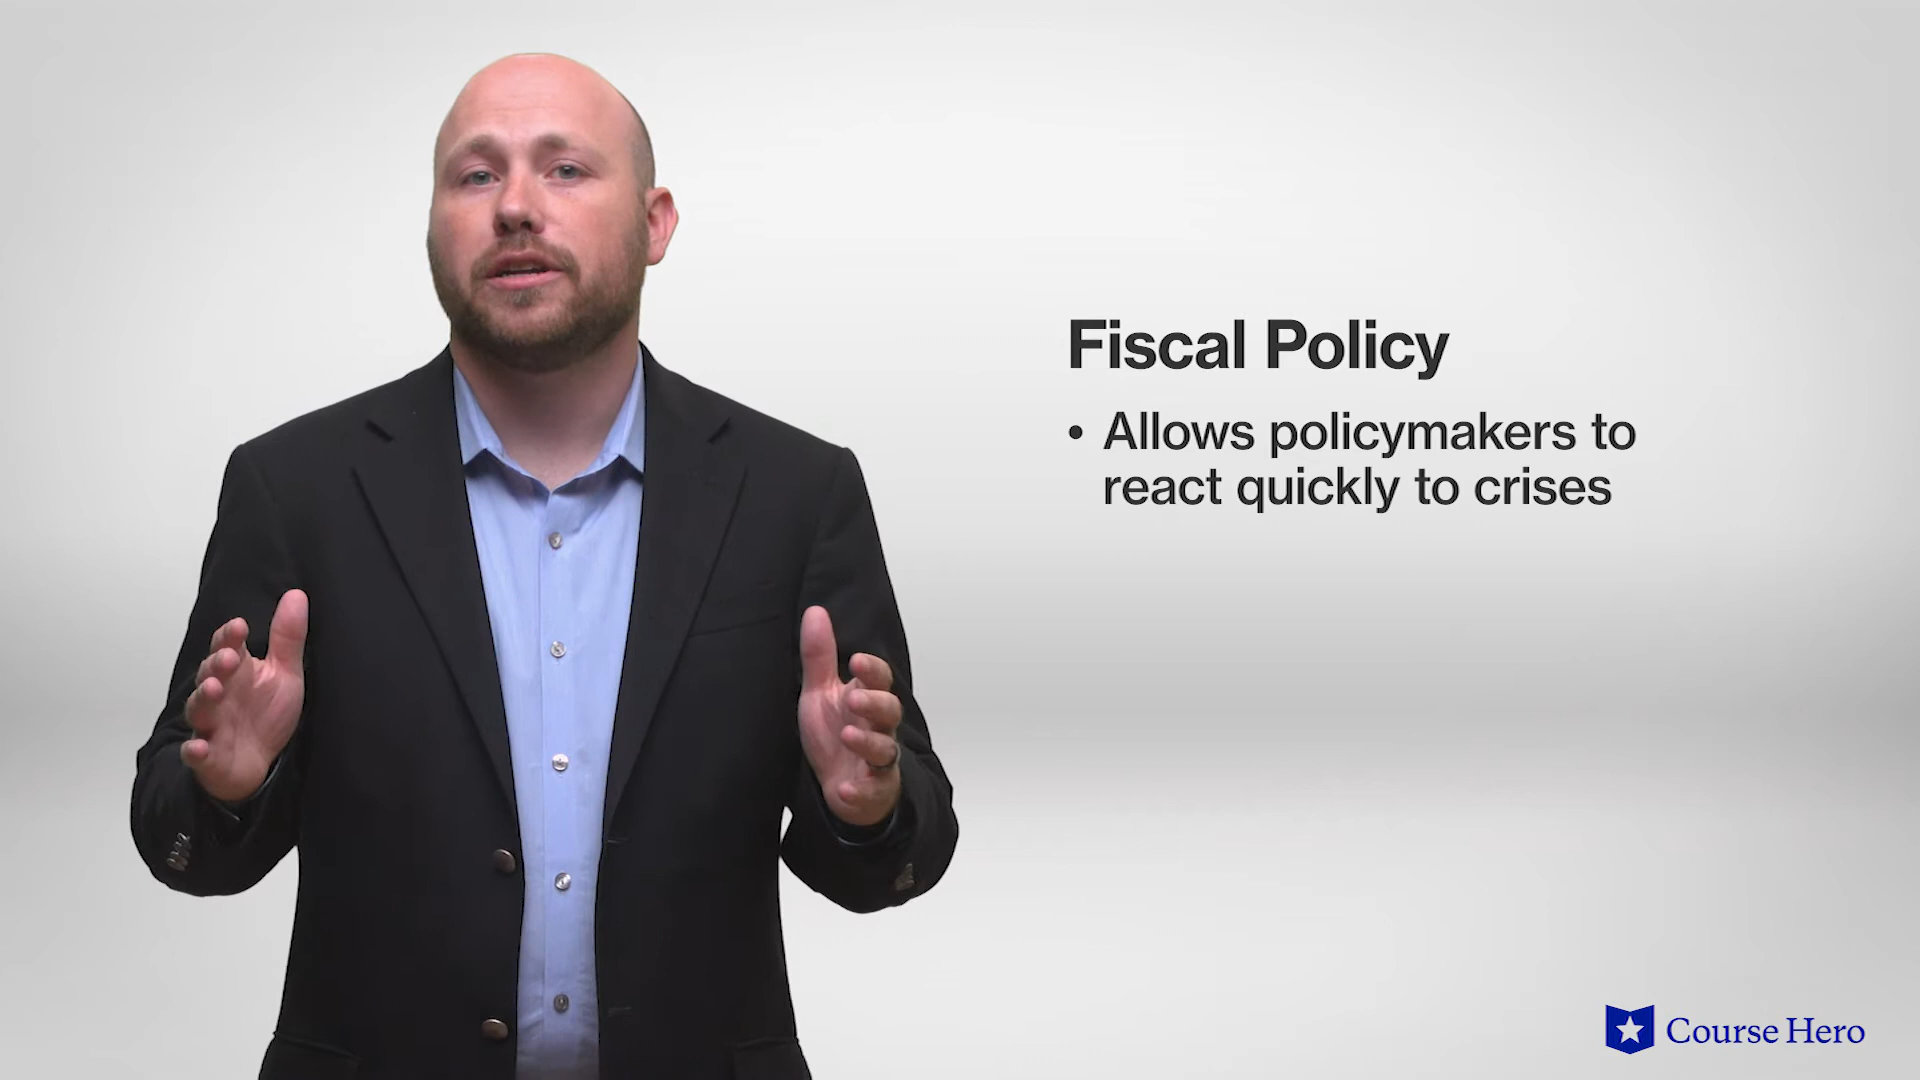 Fiscal Policy
• Allows policymakers to
react quickly to crises
Course Hero